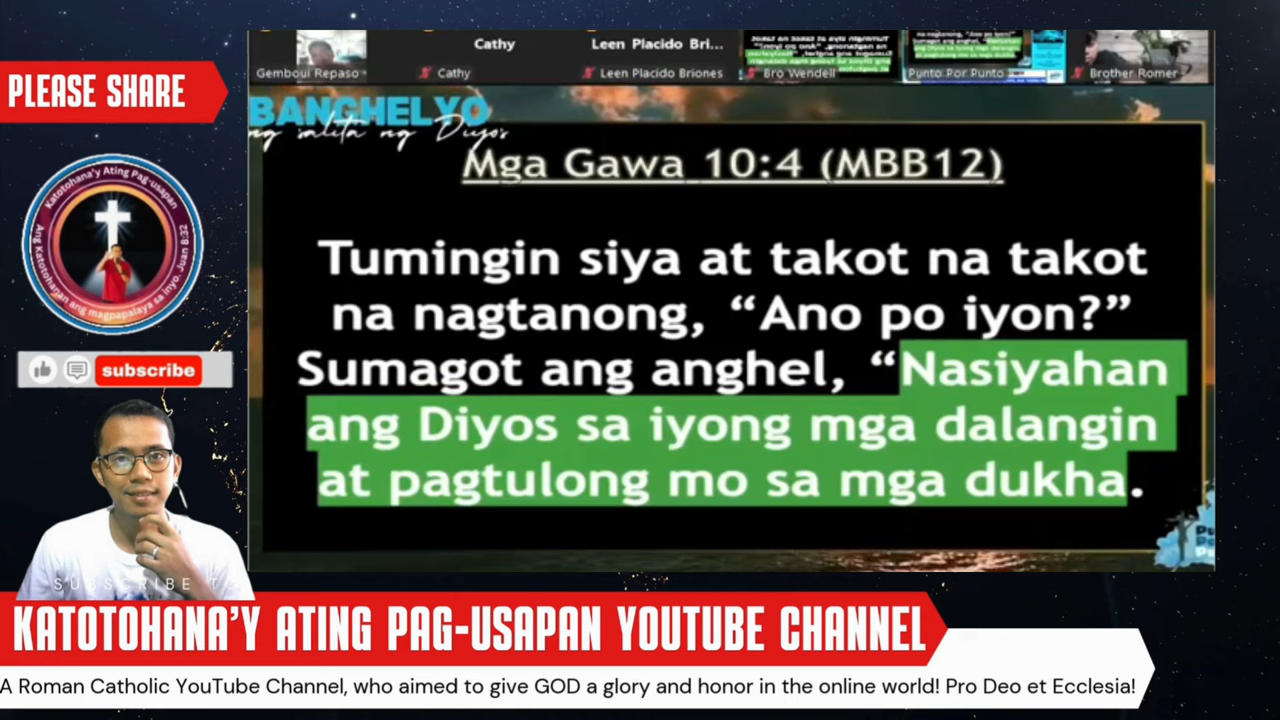 PLEASE SHARE
Katotohana'y Ating Pag-usapan
Ang Katotohanan ang magpapalaya sa inyo, Juan 8:32
subscribe
SUBSCRIBE
Cathy
Leen Placido Bri...
Gemboui Repaso
Cathy
Leen Placido Briones
Bro Wendell
Punto Por Punto
Brother Romer
BANGHELYO
ng salita ng Diyos
Mga Gawa 10:4 (MBB12)
Tumingin siya at takot na takot
na nagtanong, “Ano po iyon?”
Sumagot ang anghel, “Nasiyahan
ang Diyos sa iyong mga dalangin
at pagtulong mo sa mga dukha.
KATOTOHANA’Y ATING PAG-USAPAN YOUTUBE CHANNEL
A Roman Catholic YouTube Channel, who aimed to give GOD a glory and honor in the online world! Pro Deo et Ecclesia!